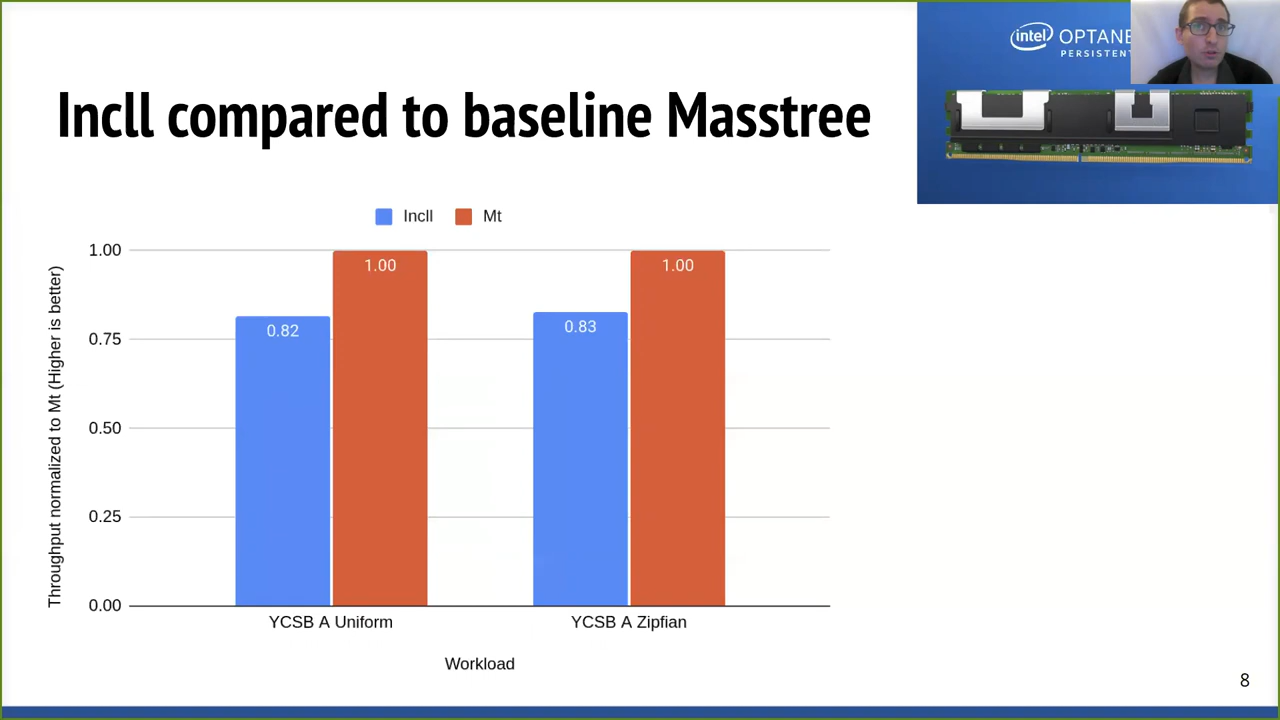 Incll compared to baseline Masstree
intel OPTANE
PERSISTENT
Incll Mt
Throughput normalized to Mt (Higher is better)
1.00
0.75
0.50
0.25
0.00
0.82
1.00
0.83
1.00
YCSB A Uniform
YCSB A Zipfian
Workload
8